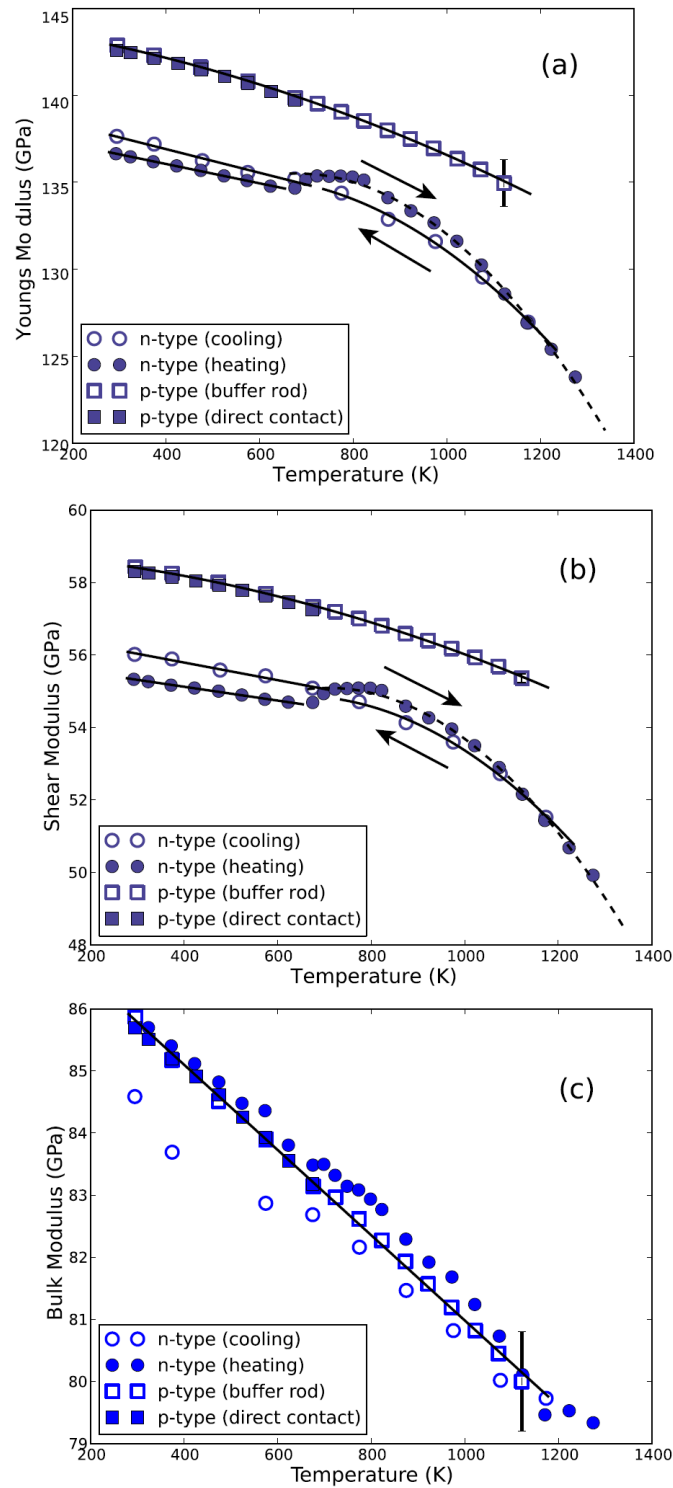 145
140
135
130
125
120
Youngs Mo dulus (GPa)
(a)
n-type (cooling)
n-type (heating)
p-type (buffer rod)
p-type (direct contact)
200 400 600 800 1000 1200 1400
Temperature (K)
60
58
56
54
52
50
48
Shear Modulus (GPa)
(b)
n-type (cooling)
n-type (heating)
p-type (buffer rod)
p-type (direct contact)
200 400 600 800 1000 1200 1400
Temperature (K)
86
85
84
83
82
81
80
79
Bulk Modulus (GPa)
(c)
n-type (cooling)
n-type (heating)
p-type (buffer rod)
p-type (direct contact)
200 400 600 800 1000 1200 1400
Temperature (K)